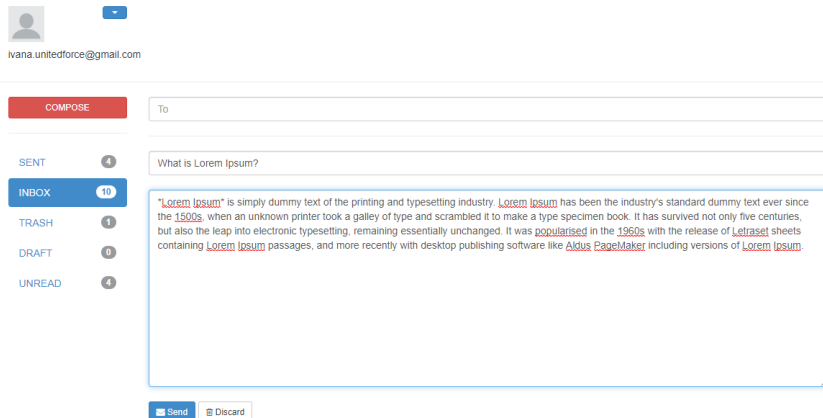 ivana.unitedforce@gmail.com
COMPOSE
To
SENT 4
What is Lorem Ipsum?
INBOX 10
TRASH 1
DRAFT 0
UNREAD 4
"Lorem Ipsum" is simply dummy text of the printing and typesetting industry. Lorem Ipsum has been the industry's standard dummy text ever since
the 1500s, when an unknown printer took a galley of type and scrambled it to make a type specimen book. It has survived not only five centuries,
but also the leap into electronic typesetting, remaining essentially unchanged. It was popularised in the 1960s with the release of Letraset sheets
containing Lorem Ipsum passages, and more recently with desktop publishing software like Aldus PageMaker including versions of Lorem Ipsum.
Send Discard